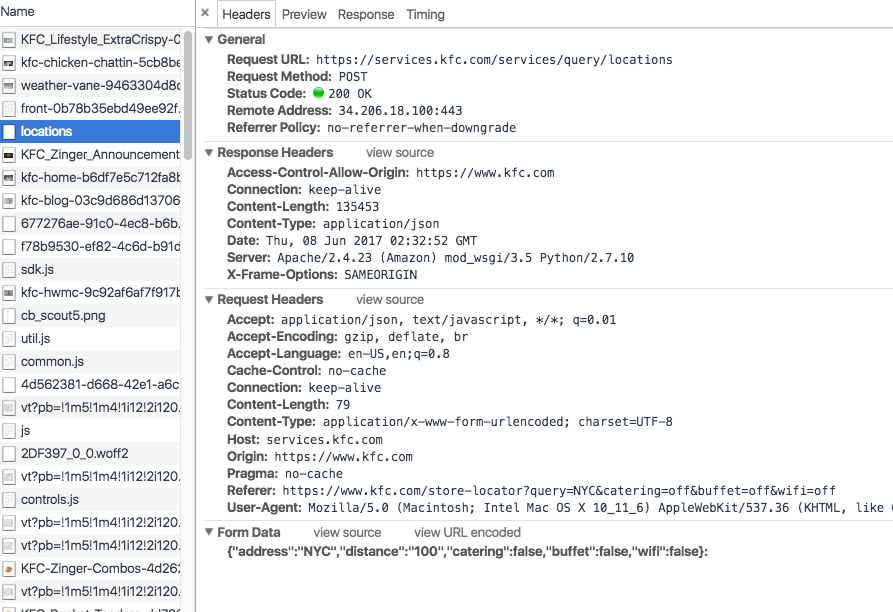 Name
KFC_Lifestyle_ExtraCrispy-0
kfc-chicken-chattin-5cb8be
weather-vane-9463304d8c
front-0b78b35ebd49ee92f.
locations
KFC_Zinger_Announcement
kfc-home-b6df7e5c712fa8b
kfc-blog-03c9d686d13706
677276ae-91c0-4ec8-b6b.
f78b9530-ef82-4c6d-b91d
sdk.js
kfc-hwmc-9c92af6af7f917b
cb_scout5.png
util.js
common.js
4d562381-d668-42e1-a6c
vt?pb=!1m5!1m4!1i12!2i120.
js
2DF397_0_0.woff2
vt?pb=!1m5!1m4!1i12!2i120.
controls.js
vt?pb=!1m5!1m4!1i12!2i120.
vt?pb=!1m5!1m4!1i12!2i120.
KFC-Zinger-Combos-4d262
vt?pb=!1m5!1m4!1i12!2i120.
× Headers Preview Response Timing
▼ General
Request URL: https://services.kfc.com/services/query/locations
Request Method: POST
Status Code: 200 OK
Remote Address: 34.206.18.100:443
Referrer Policy: no-referrer-when-downgrade
▼ Response Headers view source
Access-Control-Allow-Origin: https://www.kfc.com
Connection: keep-alive
Content-Length: 135453
Content-Type: application/json
Date: Thu, 08 Jun 2017 02:32:52 GMT
Server: Apache/2.4.23 (Amazon) mod_wsgi/3.5 Python/2.7.10
X-Frame-Options: SAMEORIGIN
▼ Request Headers view source
Accept: application/json, text/javascript, */*; q=0.01
Accept-Encoding: gzip, deflate, br
Accept-Language: en-US,en;q=0.8
Cache-Control: no-cache
Connection: keep-alive
Content-Length: 79
Content-Type: application/x-www-form-urlencoded; charset=UTF-8
Host: services.kfc.com
Origin: https://www.kfc.com
Pragma: no-cache
Referer: https://www.kfc.com/store-locator?query=NYC&catering=off&buffet=off&wifi=off
User-Agent: Mozilla/5.0 (Macintosh; Intel Mac OS X 10_11_6) AppleWebKit/537.36 (KHTML, like
▼ Form Data view source view URL encoded
{"address":"NYC","distance":"100","catering":false,"buffet":false,"wifi":false}: